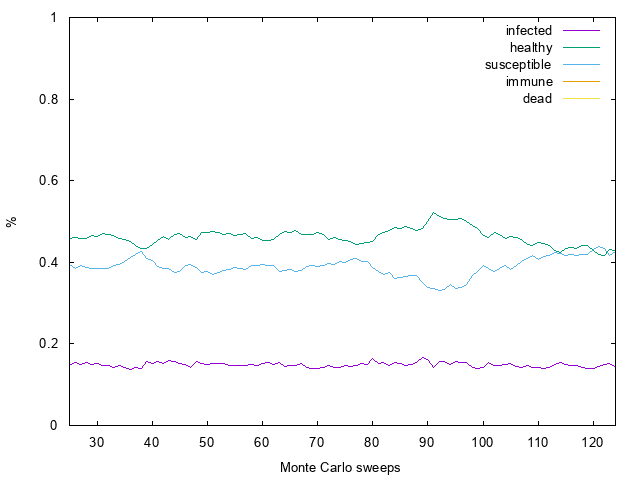 1
infected
healthy
susceptible
immune
dead
0.8
0.6
%
0.4
0.2
0
30 40 50 60 70 80 90 100 110 120
Monte Carlo sweeps